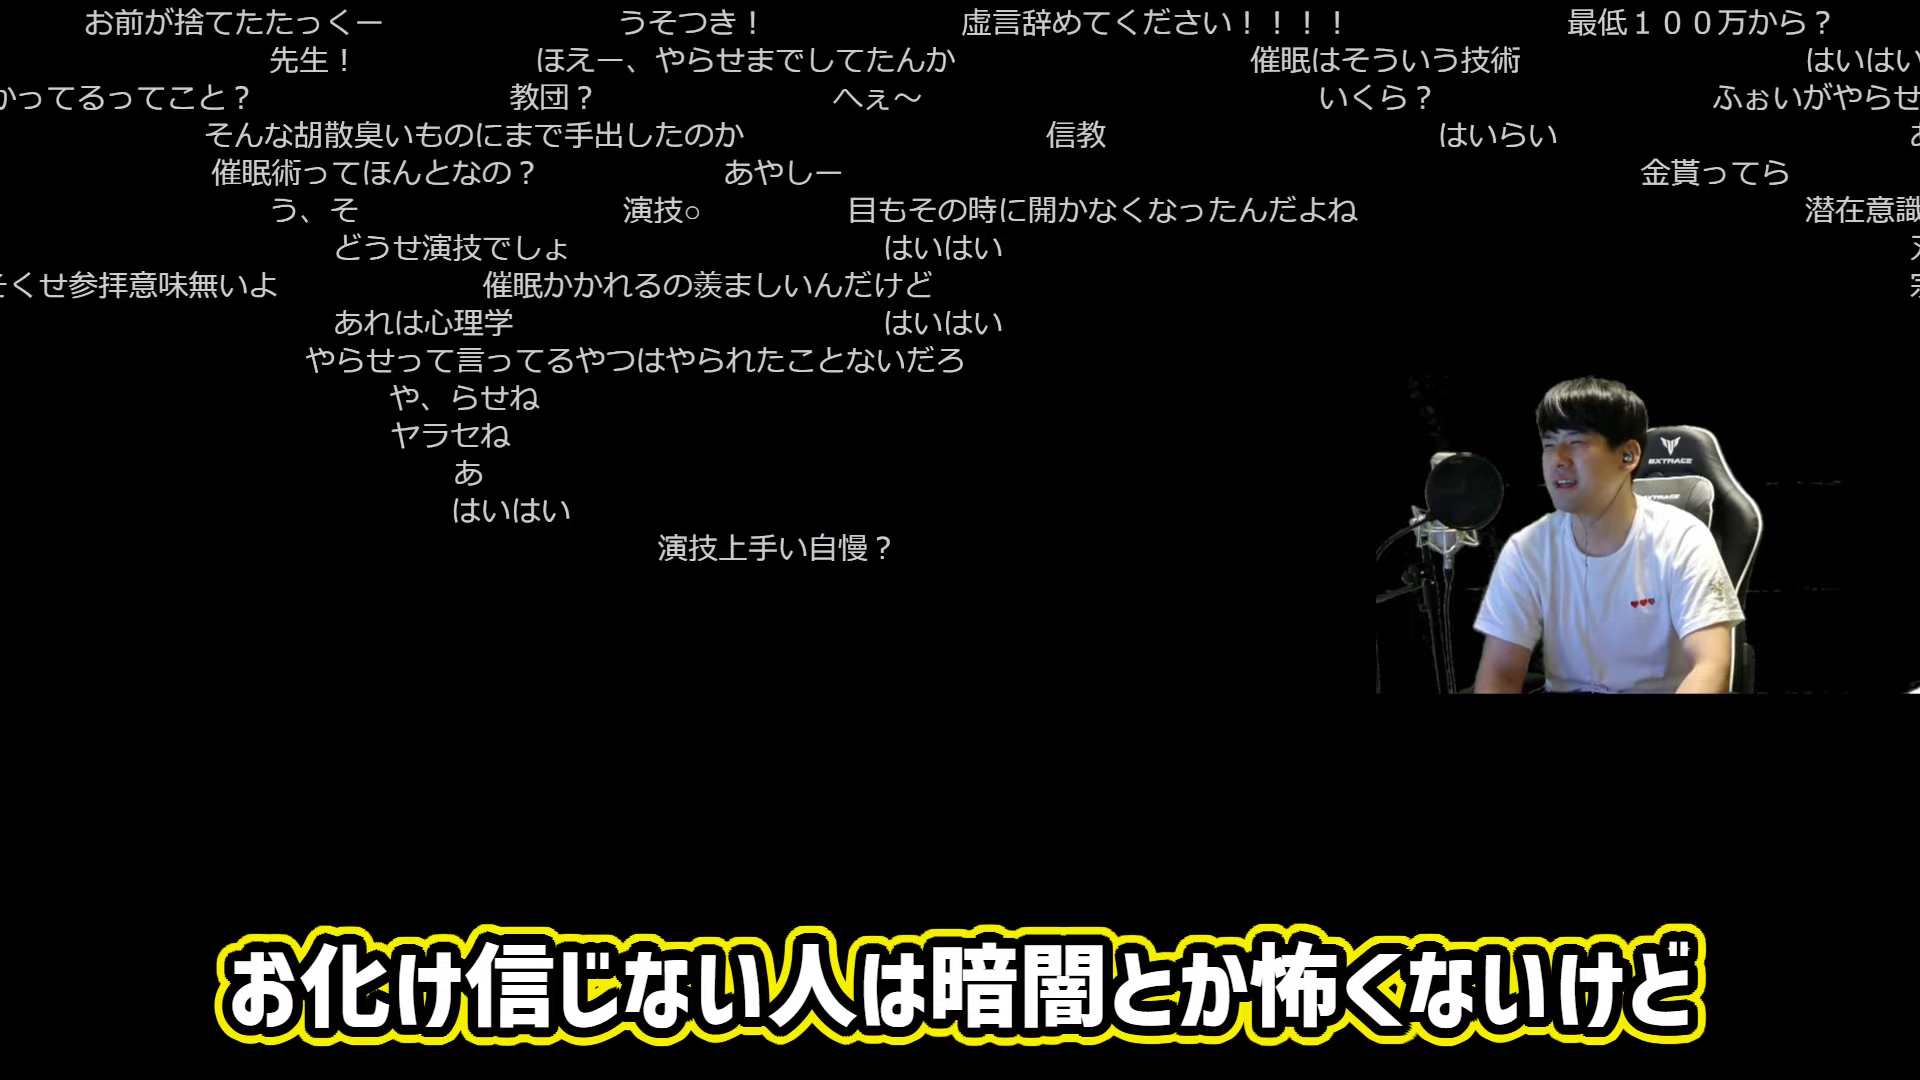 お前が捨てたたっくー　うそつき！　虚言辞めてください！！！！　最低１００万から？
先生！　ほえー、やらせまでしてたんか　催眠はそういう技術　はいはい
かってるってこと？　教団？　へぇ～　いくら？　ふぉいがやらせ
そんな胡散臭いものにまで手出したのか　信教　はいらい
催眠術ってほんとなの？　あやしー　金貰ってら
う、そ　演技○　目もその時に開かなくなったんだよね　潜在意識
どうせ演技でしょ　はいはい
くせ参拝意味無いよ　催眠かかれるの羨ましいんだけど
あれは心理学　はいはい
やらせって言ってるやつはやられたことないだろ
や、らせね
ヤラセね
あ
はいはい
演技上手い自慢？
BXTRACE
お化け信じない人は暗闇とか怖くないけど